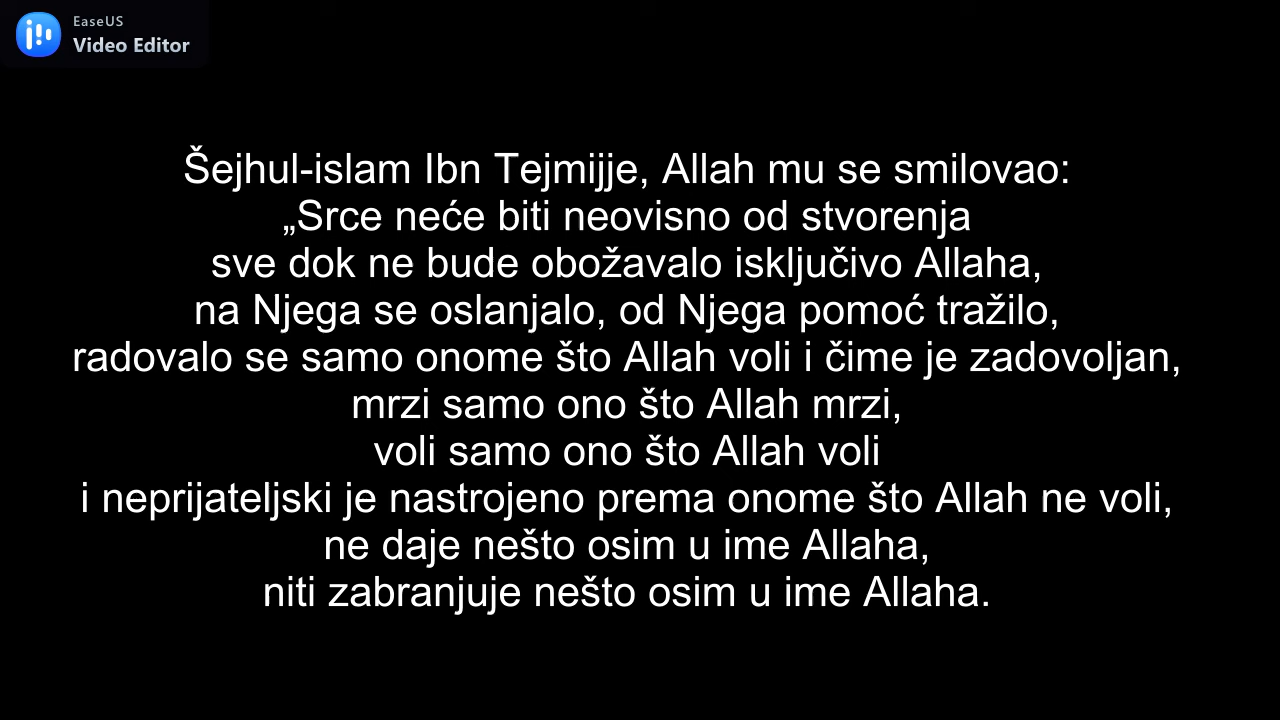 EaseUS
Video Editor
Šejhul-islam Ibn Tejmijje, Allah mu se smilovao:
„Srce neće biti neovisno od stvorenja
sve dok ne bude obožavalo isključivo Allaha,
na Njega se oslanjalo, od Njega pomoć tražilo,
radovalo se samo onome što Allah voli i čime je zadovoljan,
mrzi samo ono što Allah mrzi,
voli samo ono što Allah voli
i neprijateljski je nastrojeno prema onome što Allah ne voli,
ne daje nešto osim u ime Allaha,
niti zabranjuje nešto osim u ime Allaha.